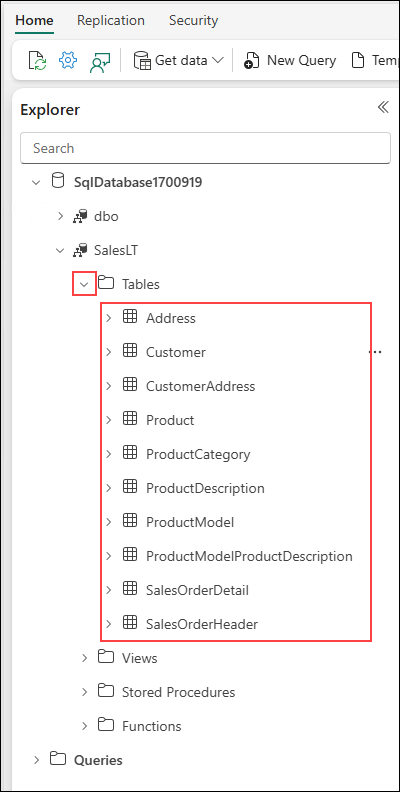 Home Replication Security
Get data New Query Temp
Explorer
Search
SqlDatabase1700919
dbo
SalesLT
Tables
Address
Customer
CustomerAddress
Product
ProductCategory
ProductDescription
ProductModel
ProductModelProductDescription
SalesOrderDetail
SalesOrderHeader
Views
Stored Procedures
Functions
Queries